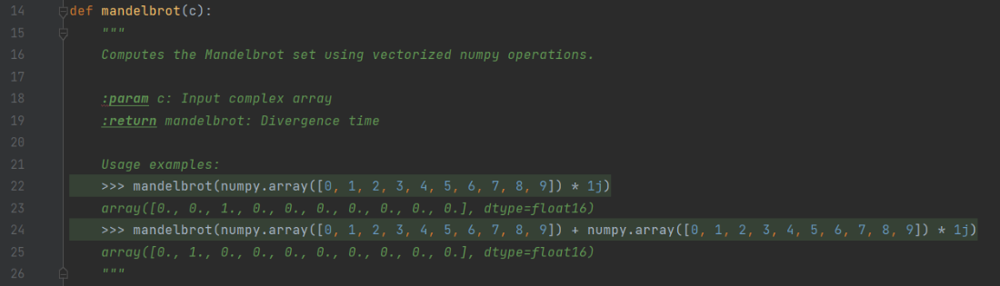 14 def mandelbrot(c):
15     """
16     Computes the Mandelbrot set using vectorized numpy operations.
17
18     :param c: Input complex array
19     :return mandelbrot: Divergence time
20
21     Usage examples:
22     >>> mandelbrot(numpy.array([0, 1, 2, 3, 4, 5, 6, 7, 8, 9]) * 1j)
23     array([0., 0., 1., 0., 0., 0., 0., 0., 0., 0.], dtype=float16)
24     >>> mandelbrot(numpy.array([0, 1, 2, 3, 4, 5, 6, 7, 8, 9]) + numpy.array([0, 1, 2, 3, 4, 5, 6, 7, 8, 9]) * 1j)
25     array([0., 1., 0., 0., 0., 0., 0., 0., 0., 0.], dtype=float16)
26     """